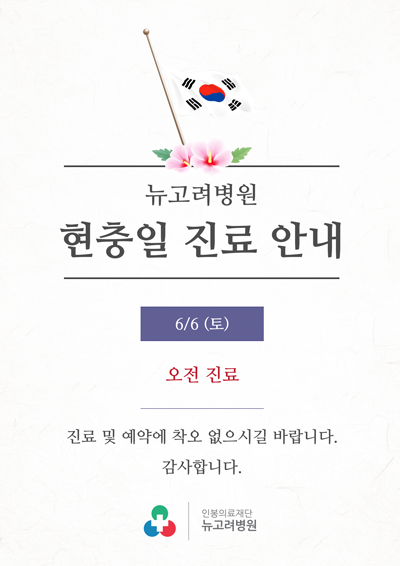 뉴고려병원
현충일 진료 안내
6/6 (토)
오전 진료
진료 및 예약에 착오 없으시길 바랍니다.
감사합니다.
인봉의료재단
뉴고려병원